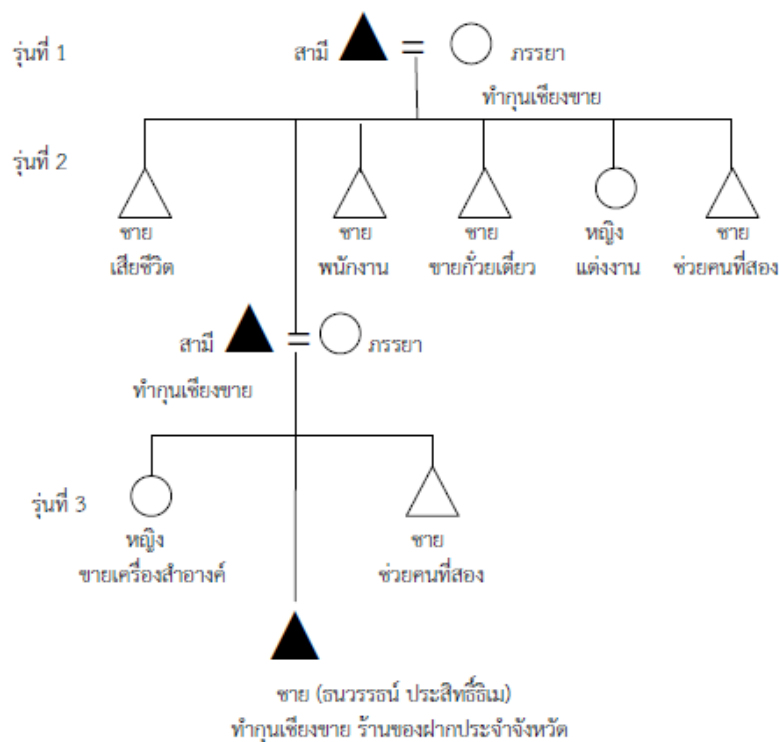 รุ่นที่ 1
สามี = ภรรยา
ทำกุนเชียงขาย
รุ่นที่ 2
ชาย
เสียชีวิต
ชาย
พนักงาน
ชาย
ขายก๋วยเตี๋ยว
หญิง
แต่งงาน
ชาย
ช่วยคนที่สอง
สามี = ภรรยา
ทำกุนเชียงขาย
รุ่นที่ 3
หญิง
ขายเครื่องสำอางค์
ชาย
ช่วยคนที่สอง
ชาย (ธนวรรธน์ ประสิทธิ์ธิเม)
ทำกุนเชียงขาย ร้านของฝากประจำจังหวัด